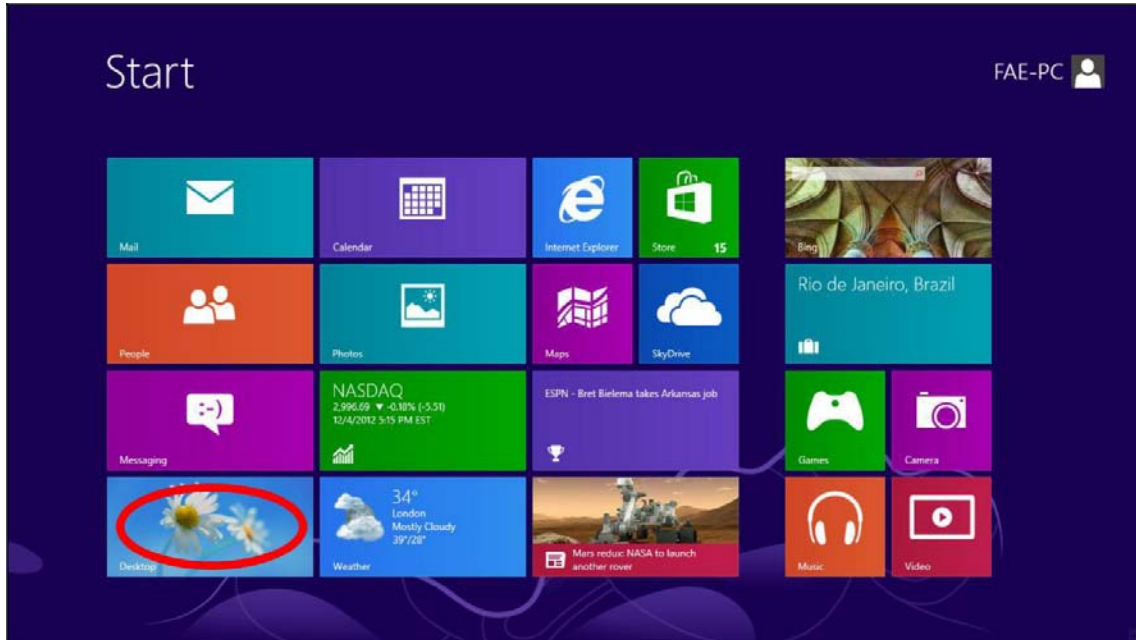 Start
FAE-PC
Mail
Calendar
Internet Explorer
Store
15
Bing
People
Photos
Maps
SkyDrive
Rio de Janeiro, Brazil
Messaging
:-)
NASDAQ
2,996.69 ▼ -0.18% (-5.51)
12/4/2012 5:15 PM EST
ESPN - Bret Bielema takes Arkansas job
Games
Camera
Desktop
34°
London
Mostly Cloudy
39°/28°
Weather
Mars redux: NASA to launch
another rover
Music
Video